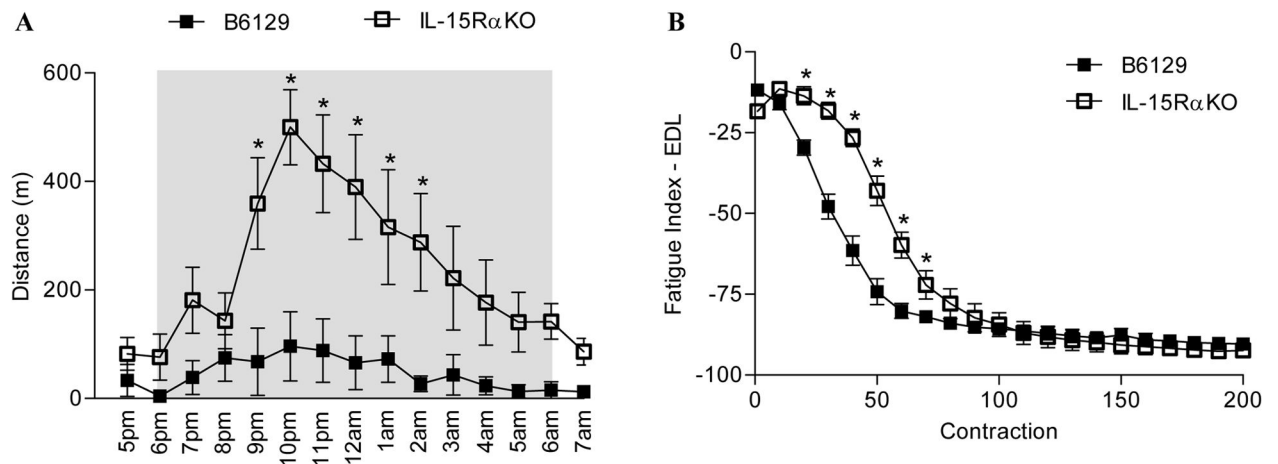 A
B6129
IL-15RαKO
Distance (m)
600
400
200
0
*
*
*
*
*
*
5pm
6pm
7pm
8pm
9pm
10pm
11pm
12am
1am
2am
3am
4am
5am
6am
7am
B
B6129
IL-15RαKO
Fatigue Index - EDL
0
-25
-50
-75
-100
*
*
*
*
*
*
0
50
100
150
200
Contraction